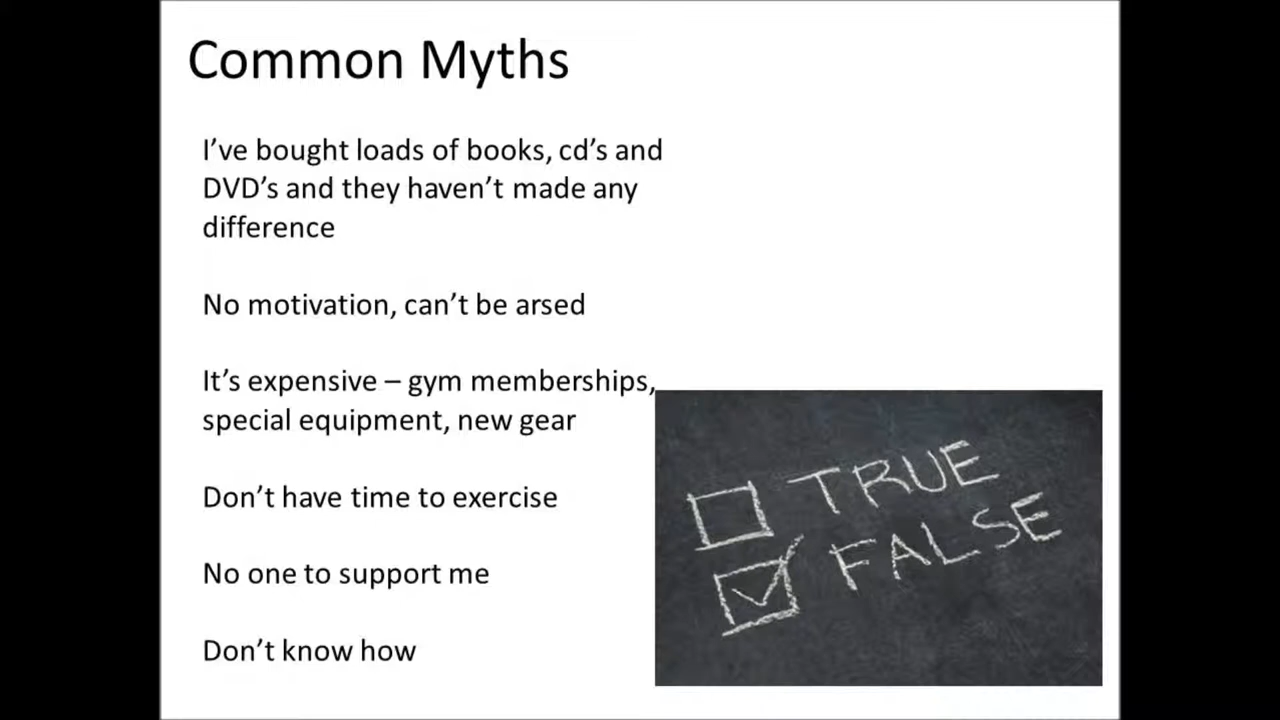 Common Myths
I’ve bought loads of books, cd’s and
DVD’s and they haven’t made any
difference
No motivation, can’t be arsed
It’s expensive – gym memberships,
special equipment, new gear
Don’t have time to exercise
No one to support me
Don’t know how
TRUE
FALSE